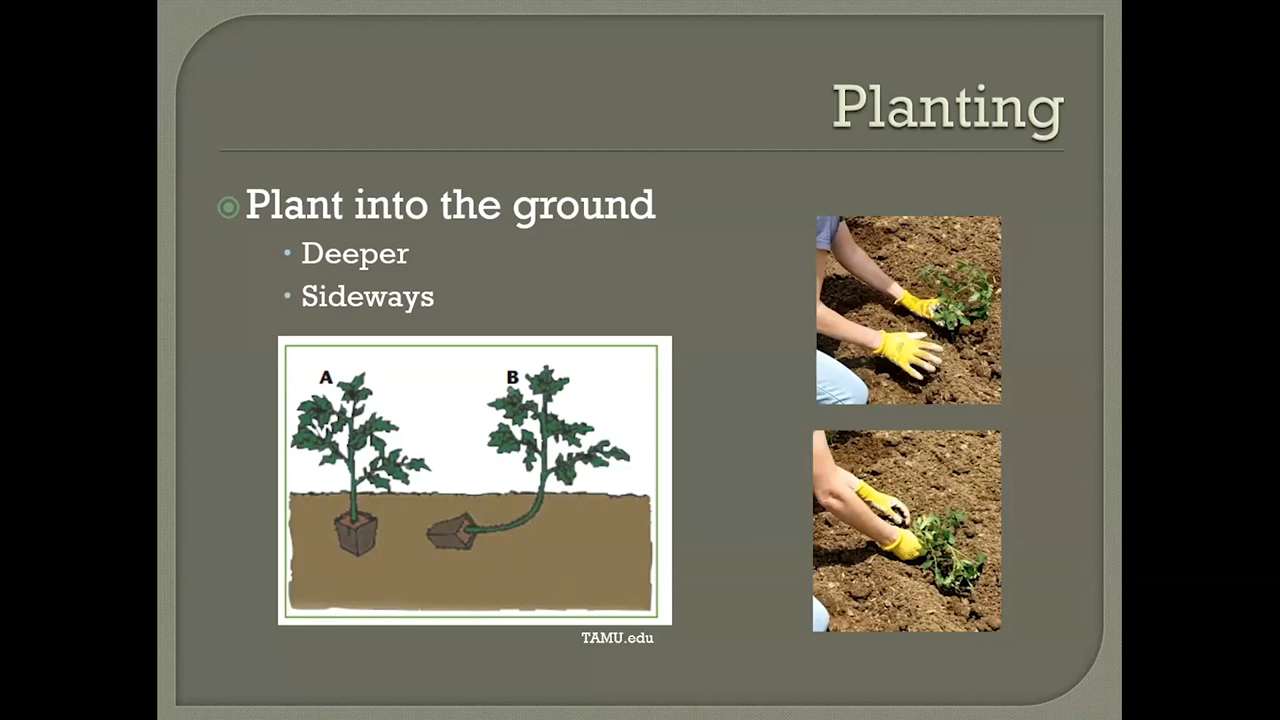 Planting
Plant into the ground
Deeper
Sideways
A
B
TAMU.edu